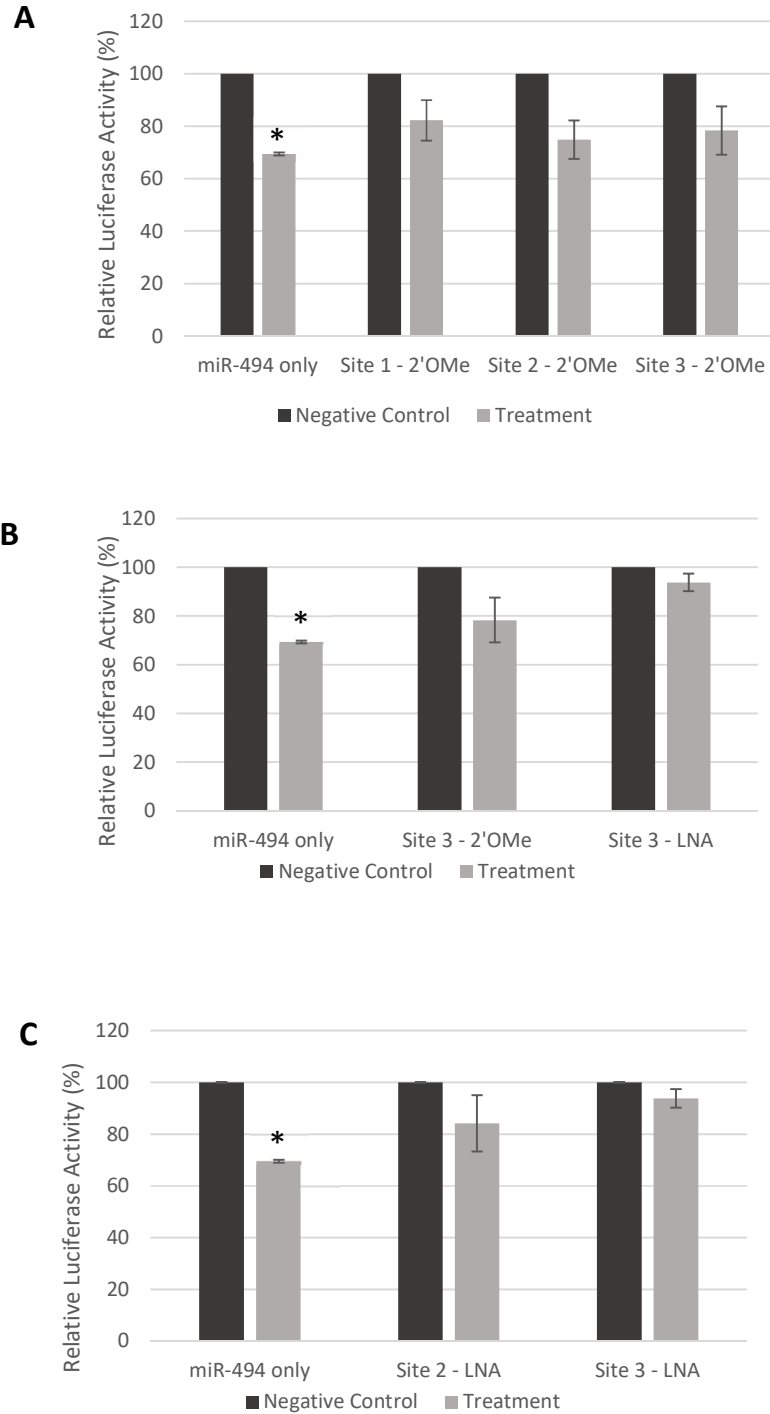 A
Relative Luciferase Activity (%)
120
100
80
60
40
20
0
*
miR-494 only Site 1 - 2'OMe Site 2 - 2'OMe Site 3 - 2'OMe
Negative Control Treatment
B
Relative Luciferase Activity (%)
120
100
80
60
40
20
0
*
miR-494 only Site 3 - 2'OMe Site 3 - LNA
Negative Control Treatment
C
Relative Luciferase Activity (%)
120
100
80
60
40
20
0
*
miR-494 only Site 2 - LNA Site 3 - LNA
Negative Control Treatment